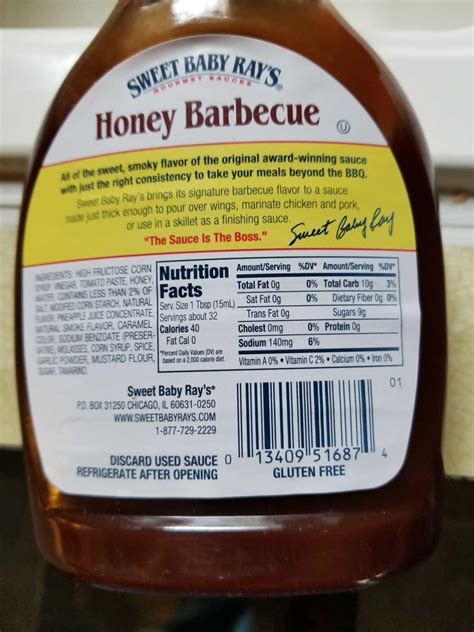 SWEET BABY RAY'S
GOURMET SAUCES
Honey Barbecue
U
All of the sweet, smoky flavor of the original award-winning sauce
with just the right consistency to take your meals beyond the BBQ.
Sweet Baby Ray's brings its signature barbecue flavor to a sauce
made just thick enough to pour over wings, marinate chicken and pork,
or use in a skillet as a finishing sauce.
"The Sauce Is The Boss."
Sweet Baby Ray
INGREDIENTS: HIGH FRUCTOSE CORN
SYRUP, VINEGAR, TOMATO PASTE, HONEY,
WATER, CONTAINS LESS THAN 2% OF
SALT, MODIFIED CORN STARCH, NATURAL
FLAVOR, PINEAPPLE JUICE CONCENTRATE,
NATURAL SMOKE FLAVOR, CARAMEL
COLOR, SODIUM BENZOATE (PRESER-
VATIVE), MOLASSES, CORN SYRUP, SPICE,
GARLIC POWDER, MUSTARD FLOUR,
SUGAR, TAMARIND.
Nutrition
Facts
Serv. Size 1 Tbsp (15mL)
Servings about 32
Calories 40
Fat Cal 0
*Percent Daily Values (DV) are
based on a 2,000 calorie diet.
Amount/Serving %DV* Amount/Serving %DV*
Total Fat 0g 0% Total Carb 10g 3%
Sat Fat 0g 0% Dietary Fiber 0g 0%
Trans Fat 0g Sugars 9g
Cholest 0mg 0% Protein 0g
Sodium 140mg 6%
Vitamin A 0% • Vitamin C 2% • Calcium 0% • Iron 0%
01
Sweet Baby Ray's®
P.O. BOX 31250 CHICAGO, IL 60631-0250
WWW.SWEETBABYRAYS.COM
1-877-729-2229
DISCARD USED SAUCE
REFRIGERATE AFTER OPENING
0 13409 51687 4
GLUTEN FREE